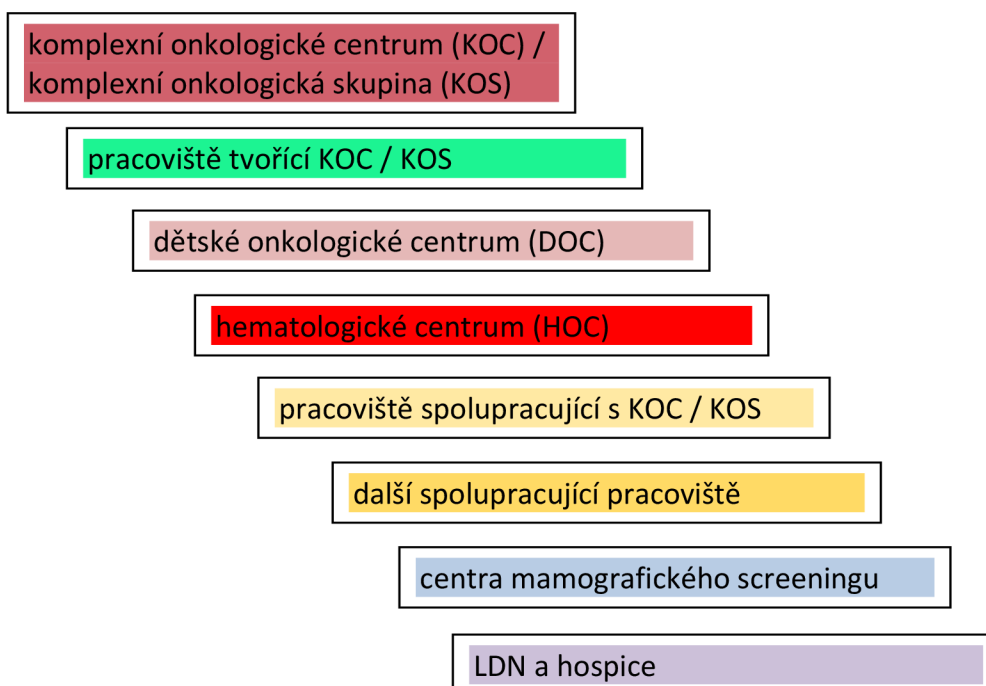 komplexní onkologické centrum (KOC) /
komplexní onkologická skupina (KOS)
pracoviště tvořící KOC / KOS
dětské onkologické centrum (DOC)
hematologické centrum (HOC)
pracoviště spolupracující s KOC / KOS
další spolupracující pracoviště
centra mamografického screeningu
LDN a hospice